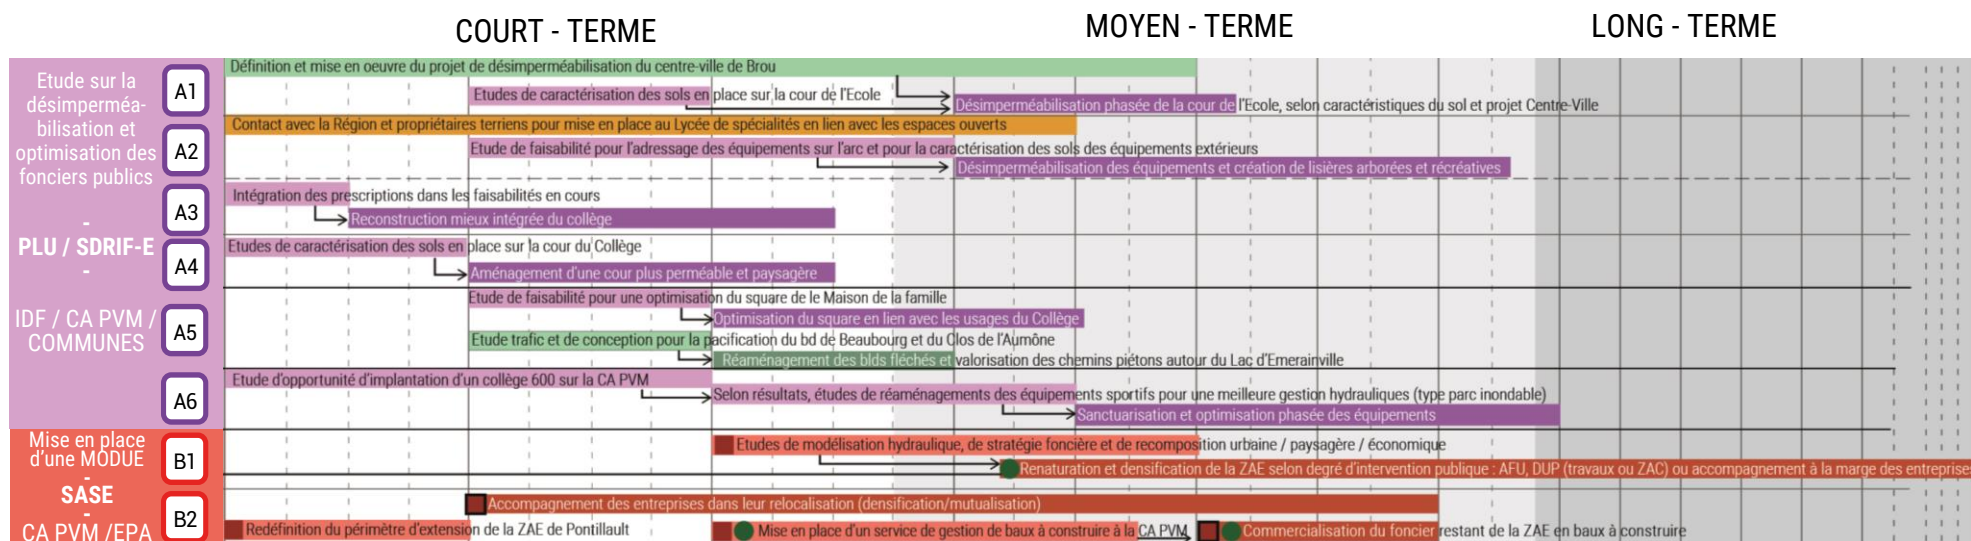 COURT - TERME
MOYEN - TERME
LONG - TERME
Etude sur la
désimperméa-
bilisation et
optimisation des
fonciers publics
-
PLU / SDRIF-E
-
IDF / CA PVM /
COMMUNES
A1
Définition et mise en oeuvre du projet de désimperméabilisation du centre-ville de Brou
Etudes de caractérisation des sols en place sur la cour de l'Ecole
Désimperméabilisation phasée de la cour de l'Ecole, selon caractéristiques du sol et projet Centre-Ville
A2
Contact avec la Région et propriétaires terriens pour mise en place au Lycée de spécialités en lien avec les espaces ouverts
Etude de faisabilité pour l'adressage des équipements sur l'arc et pour la caractérisation des sols des équipements extérieurs
Désimperméabilisation des équipements et création de lisières arborées et récréatives
A3
Intégration des prescriptions dans les faisabilités en cours
Reconstruction mieux intégrée du collège
A4
Etudes de caractérisation des sols en place sur la cour du Collège
Aménagement d'une cour plus perméable et paysagère
A5
Etude de faisabilité pour une optimisation du square de le Maison de la famille
Optimisation du square en lien avec les usages du Collège
Etude trafic et de conception pour la pacification du bd de Beaubourg et du Clos de l'Aumône
Réaménagement des blds fléchés et valorisation des chemins piétons autour du Lac d'Emerainville
A6
Etude d'opportunité d'implantation d'un collège 600 sur la CA PVM
Selon résultats, études de réaménagements des équipements sportifs pour une meilleure gestion hydrauliques (type parc inondable)
Sanctuarisation et optimisation phasée des équipements
Mise en place
d'une MODUE
-
SASE
-
CA PVM /EPA
B1
Etudes de modélisation hydraulique, de stratégie foncière et de recomposition urbaine / paysagère / économique
Renaturation et densification de la ZAE selon degré d'intervention publique : AFU, DUP (travaux ou ZAC) ou accompagnement à la marge des entreprises
B2
Accompagnement des entreprises dans leur relocalisation (densification/mutualisation)
Redéfinition du périmètre d'extension de la ZAE de Pontillault
Mise en place d'un service de gestion de baux à construire à la CA PVM
Commercialisation du foncier restant de la ZAE en baux à construire